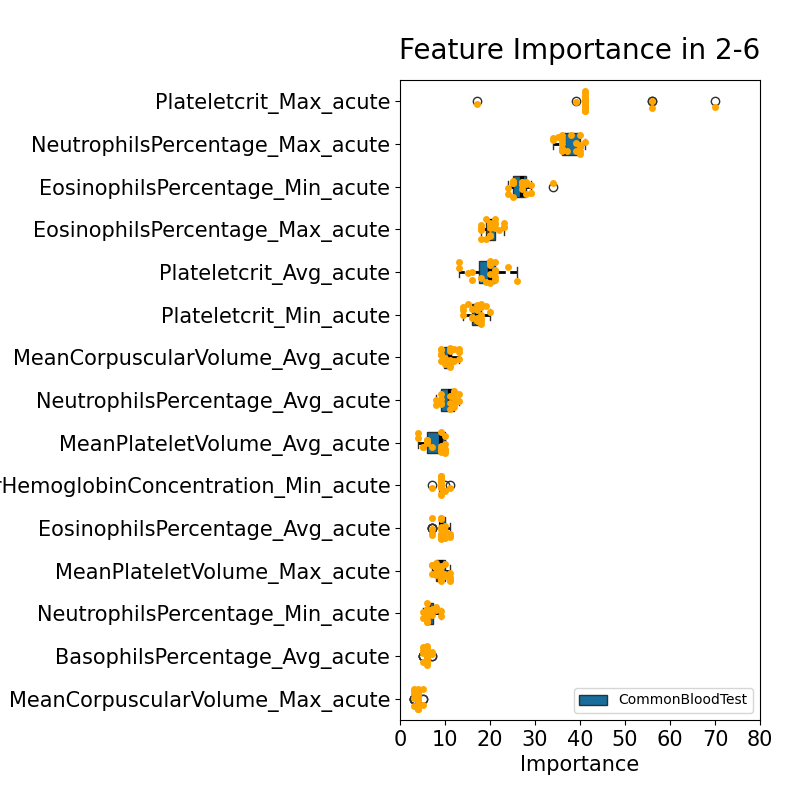 Feature Importance in 2-6
Plateletcrit_Max_acute
NeutrophilsPercentage_Max_acute
EosinophilsPercentage_Min_acute
EosinophilsPercentage_Max_acute
Plateletcrit_Avg_acute
Plateletcrit_Min_acute
MeanCorpuscularVolume_Avg_acute
NeutrophilsPercentage_Avg_acute
MeanPlateletVolume_Avg_acute
rHemoglobinConcentration_Min_acute
EosinophilsPercentage_Avg_acute
MeanPlateletVolume_Max_acute
NeutrophilsPercentage_Min_acute
BasophilsPercentage_Avg_acute
MeanCorpuscularVolume_Max_acute
CommonBloodTest
0 10 20 30 40 50 60 70 80
Importance